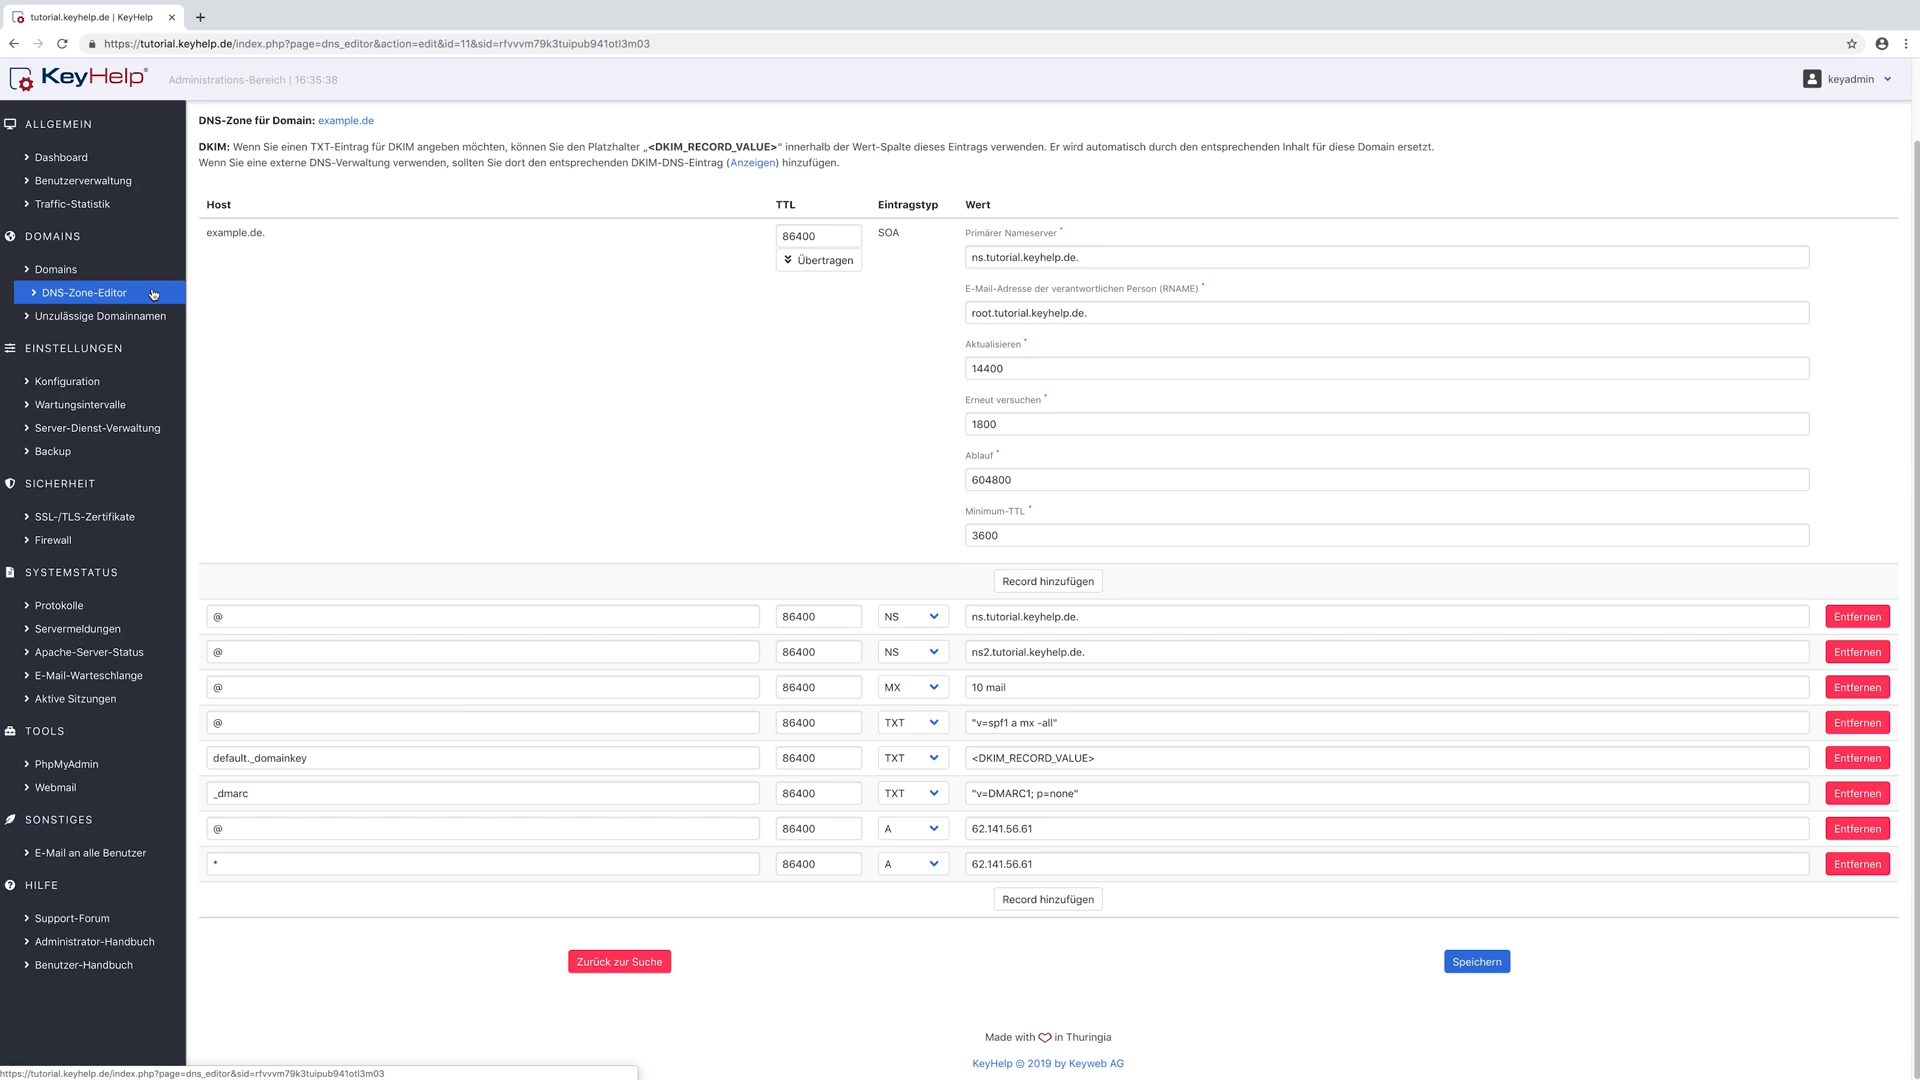 tutorial.keyhelp.de | KeyHelp
https://tutorial.keyhelp.de/index.php?page=dns_editor&action=edit&id=11&sid=rfvvvm79k3tuipub941otl3m03
KeyHelp®
Administrations-Bereich | 16:35:38
keyadmin
ALLGEMEIN
Dashboard
Benutzerverwaltung
Traffic-Statistik
DOMAINS
Domains
DNS-Zone-Editor
Unzulässige Domainnamen
EINSTELLUNGEN
Konfiguration
Wartungsintervalle
Server-Dienst-Verwaltung
Backup
SICHERHEIT
SSL-/TLS-Zertifikate
Firewall
SYSTEMSTATUS
Protokolle
Servermeldungen
Apache-Server-Status
E-Mail-Warteschlange
Aktive Sitzungen
TOOLS
PhpMyAdmin
Webmail
SONSTIGES
E-Mail an alle Benutzer
HILFE
Support-Forum
Administrator-Handbuch
Benutzer-Handbuch
DNS-Zone für Domain: example.de
DKIM: Wenn Sie einen TXT-Eintrag für DKIM angeben möchten, können Sie den Platzhalter „<DKIM_RECORD_VALUE>“ innerhalb der Wert-Spalte dieses Eintrags verwenden. Er wird automatisch durch den entsprechenden Inhalt für diese Domain ersetzt.
Wenn Sie eine externe DNS-Verwaltung verwenden, sollten Sie dort den entsprechenden DKIM-DNS-Eintrag (Anzeigen) hinzufügen.
Host TTL Eintragstyp Wert
example.de. 86400 SOA Primärer Nameserver *
Übertragen
ns.tutorial.keyhelp.de.
E-Mail-Adresse der verantwortlichen Person (RNAME) *
root.tutorial.keyhelp.de.
Aktualisieren *
14400
Erneut versuchen *
1800
Ablauf *
604800
Minimum-TTL *
3600
Record hinzufügen
@ 86400 NS ns.tutorial.keyhelp.de. Entfernen
@ 86400 NS ns2.tutorial.keyhelp.de. Entfernen
@ 86400 MX 10 mail Entfernen
@ 86400 TXT "v=spf1 a mx -all" Entfernen
default._domainkey 86400 TXT <DKIM_RECORD_VALUE> Entfernen
_dmarc 86400 TXT "v=DMARC1; p=none" Entfernen
@ 86400 A 62.141.56.61 Entfernen
* 86400 A 62.141.56.61 Entfernen
Record hinzufügen
Zurück zur Suche Speichern
Made with in Thuringia
KeyHelp © 2019 by Keyweb AG
https://tutorial.keyhelp.de/index.php?page=dns_editor&sid=rfvvvm79k3tuipub941otl3m03